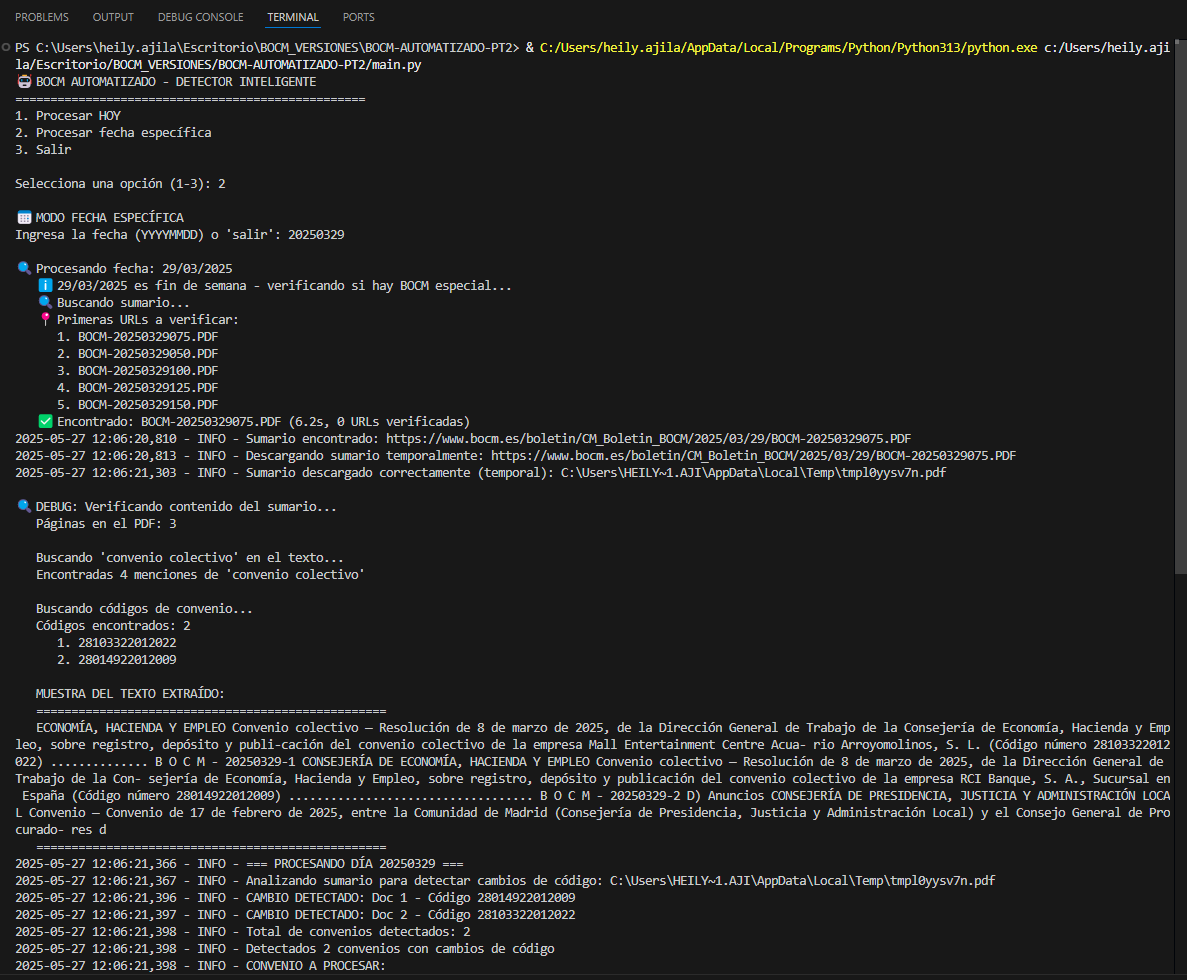 PROBLEMS OUTPUT DEBUG CONSOLE TERMINAL PORTS
PS C:\Users\heily.ajila\Escritorio\BOCM_VERSIONES\BOCM-AUTOMATIZADO-PT2> & C:/Users/heily.ajila/AppData/Local/Programs/Python/Python313/python.exe c:/Users/heily.aji
la/Escritorio/BOCM_VERSIONES/BOCM-AUTOMATIZADO-PT2/main.py
BOCM AUTOMATIZADO - DETECTOR INTELIGENTE
==================================================
1. Procesar HOY
2. Procesar fecha específica
3. Salir
Selecciona una opción (1-3): 2
MODO FECHA ESPECÍFICA
Ingresa la fecha (YYYYMMDD) o 'salir': 20250329
Procesando fecha: 29/03/2025
29/03/2025 es fin de semana - verificando si hay BOCM especial...
Buscando sumario...
Primeras URLs a verificar:
1. BOCM-20250329075.PDF
2. BOCM-20250329050.PDF
3. BOCM-20250329100.PDF
4. BOCM-20250329125.PDF
5. BOCM-20250329150.PDF
Encontrado: BOCM-20250329075.PDF (6.2s, 0 URLs verificadas)
2025-05-27 12:06:20,810 - INFO - Sumario encontrado: https://www.bocm.es/boletin/CM_Boletin_BOCM/2025/03/29/BOCM-20250329075.PDF
2025-05-27 12:06:20,813 - INFO - Descargando sumario temporalmente: https://www.bocm.es/boletin/CM_Boletin_BOCM/2025/03/29/BOCM-20250329075.PDF
2025-05-27 12:06:21,303 - INFO - Sumario descargado correctamente (temporal): C:\Users\HEILY~1.AJI\AppData\Local\Temp\tmpl0yysv7n.pdf
DEBUG: Verificando contenido del sumario...
Páginas en el PDF: 3
Buscando 'convenio colectivo' en el texto...
Encontradas 4 menciones de 'convenio colectivo'
Buscando códigos de convenio...
Códigos encontrados: 2
1. 28103322012022
2. 28014922012009
MUESTRA DEL TEXTO EXTRAÍDO:
==================================================
ECONOMÍA, HACIENDA Y EMPLEO Convenio colectivo — Resolución de 8 de marzo de 2025, de la Dirección General de Trabajo de la Consejería de Economía, Hacienda y Emp
leo, sobre registro, depósito y publi-cación del convenio colectivo de la empresa Mall Entertainment Centre Acua- rio Arroyomolinos, S. L. (Código número 28103322012
022) .............. B O C M - 20250329-1 CONSEJERÍA DE ECONOMÍA, HACIENDA Y EMPLEO Convenio colectivo — Resolución de 8 de marzo de 2025, de la Dirección General de
Trabajo de la Con- sejería de Economía, Hacienda y Empleo, sobre registro, depósito y publicación del convenio colectivo de la empresa RCI Banque, S. A., Sucursal en
España (Código número 28014922012009) ................................... B O C M - 20250329-2 D) Anuncios CONSEJERÍA DE PRESIDENCIA, JUSTICIA Y ADMINISTRACIÓN LOCA
L Convenio — Convenio de 17 de febrero de 2025, entre la Comunidad de Madrid (Consejería de Presidencia, Justicia y Administración Local) y el Consejo General de Pro
curado- res d
==================================================
2025-05-27 12:06:21,366 - INFO - === PROCESANDO DÍA 20250329 ===
2025-05-27 12:06:21,367 - INFO - Analizando sumario para detectar cambios de código: C:\Users\HEILY~1.AJI\AppData\Local\Temp\tmpl0yysv7n.pdf
2025-05-27 12:06:21,396 - INFO - CAMBIO DETECTADO: Doc 1 - Código 28014922012009
2025-05-27 12:06:21,397 - INFO - CAMBIO DETECTADO: Doc 2 - Código 28103322012022
2025-05-27 12:06:21,398 - INFO - Total de convenios detectados: 2
2025-05-27 12:06:21,398 - INFO - Detectados 2 convenios con cambios de código
2025-05-27 12:06:21,398 - INFO - CONVENIO A PROCESAR: